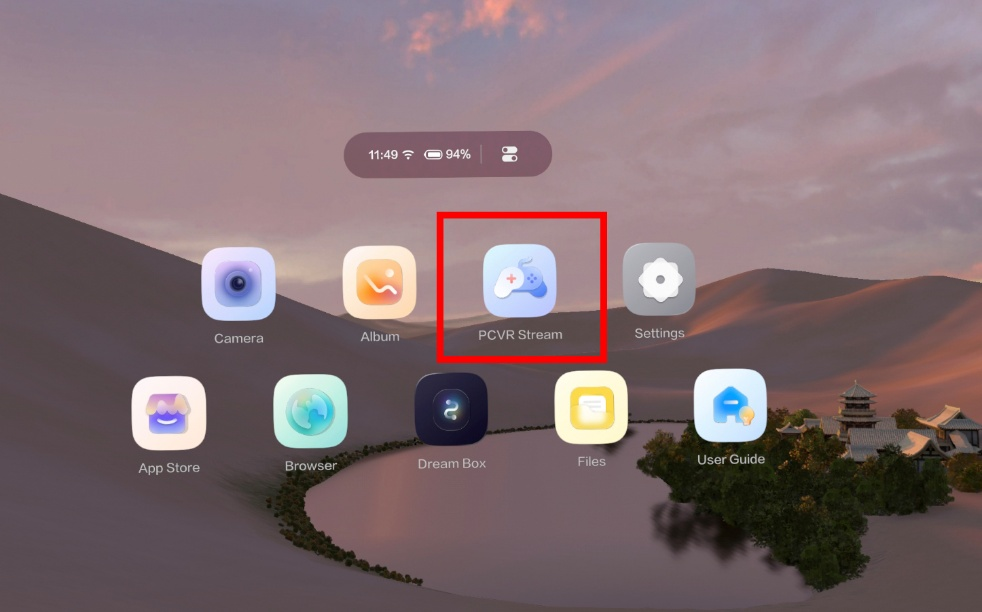 11:49 94%
Camera
Album
PCVR Stream
Settings
App Store
Browser
Dream Box
Files
User Guide